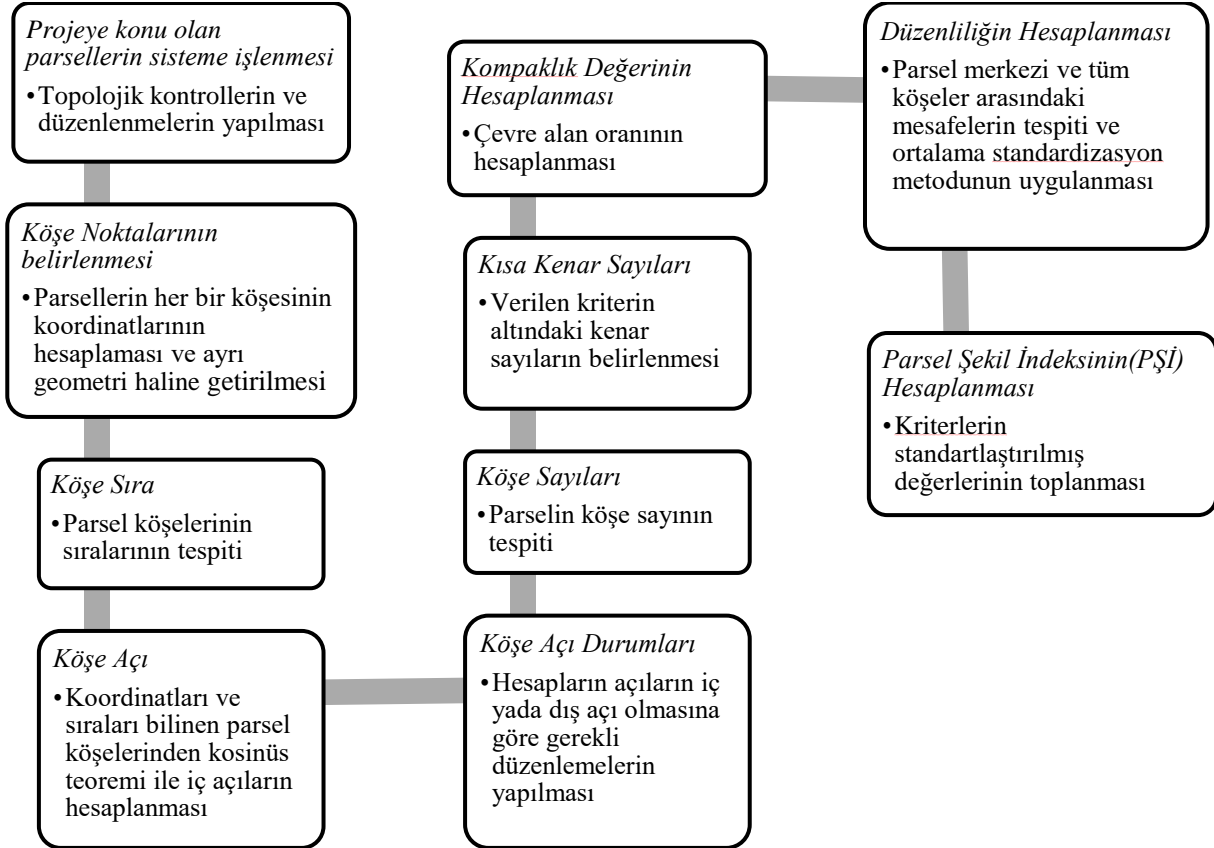 Projeye konu olan
parsellerin sisteme işlenmesi
•Topolojik kontrollerin ve
düzenlenmelerin yapılması
Köşe Noktalarının
belirlenmesi
•Parsellerin her bir köşesinin
koordinatlarının
hesaplaması ve ayrı
geometri haline getirilmesi
Köşe Sıra
•Parsel köşelerinin
sıralarının tespiti
Köşe Açı
•Koordinatları ve
sıraları bilinen parsel
köşelerinden kosinüs
teoremi ile iç açıların
hesaplanması
Köşe Açı Durumları
•Hesapların açıların iç
yada dış açı olmasına
göre gerekli
düzenlemelerin
yapılması
Köşe Sayıları
•Parselin köşe sayının
tespiti
Kısa Kenar Sayıları
•Verilen kriterin
altındaki kenar
sayıların belirlenmesi
Kompaklık Değerinin
Hesaplanması
•Çevre alan oranının
hesaplanması
Düzenliliğin Hesaplanması
•Parsel merkezi ve tüm
köşeler arasındaki
mesafelerin tespiti ve
ortalama standardizasyon
metodunun uygulanması
Parsel Şekil İndeksinin(PŞİ)
Hesaplanması
•Kriterlerin
standartlaştırılmış
değerlerinin toplanması